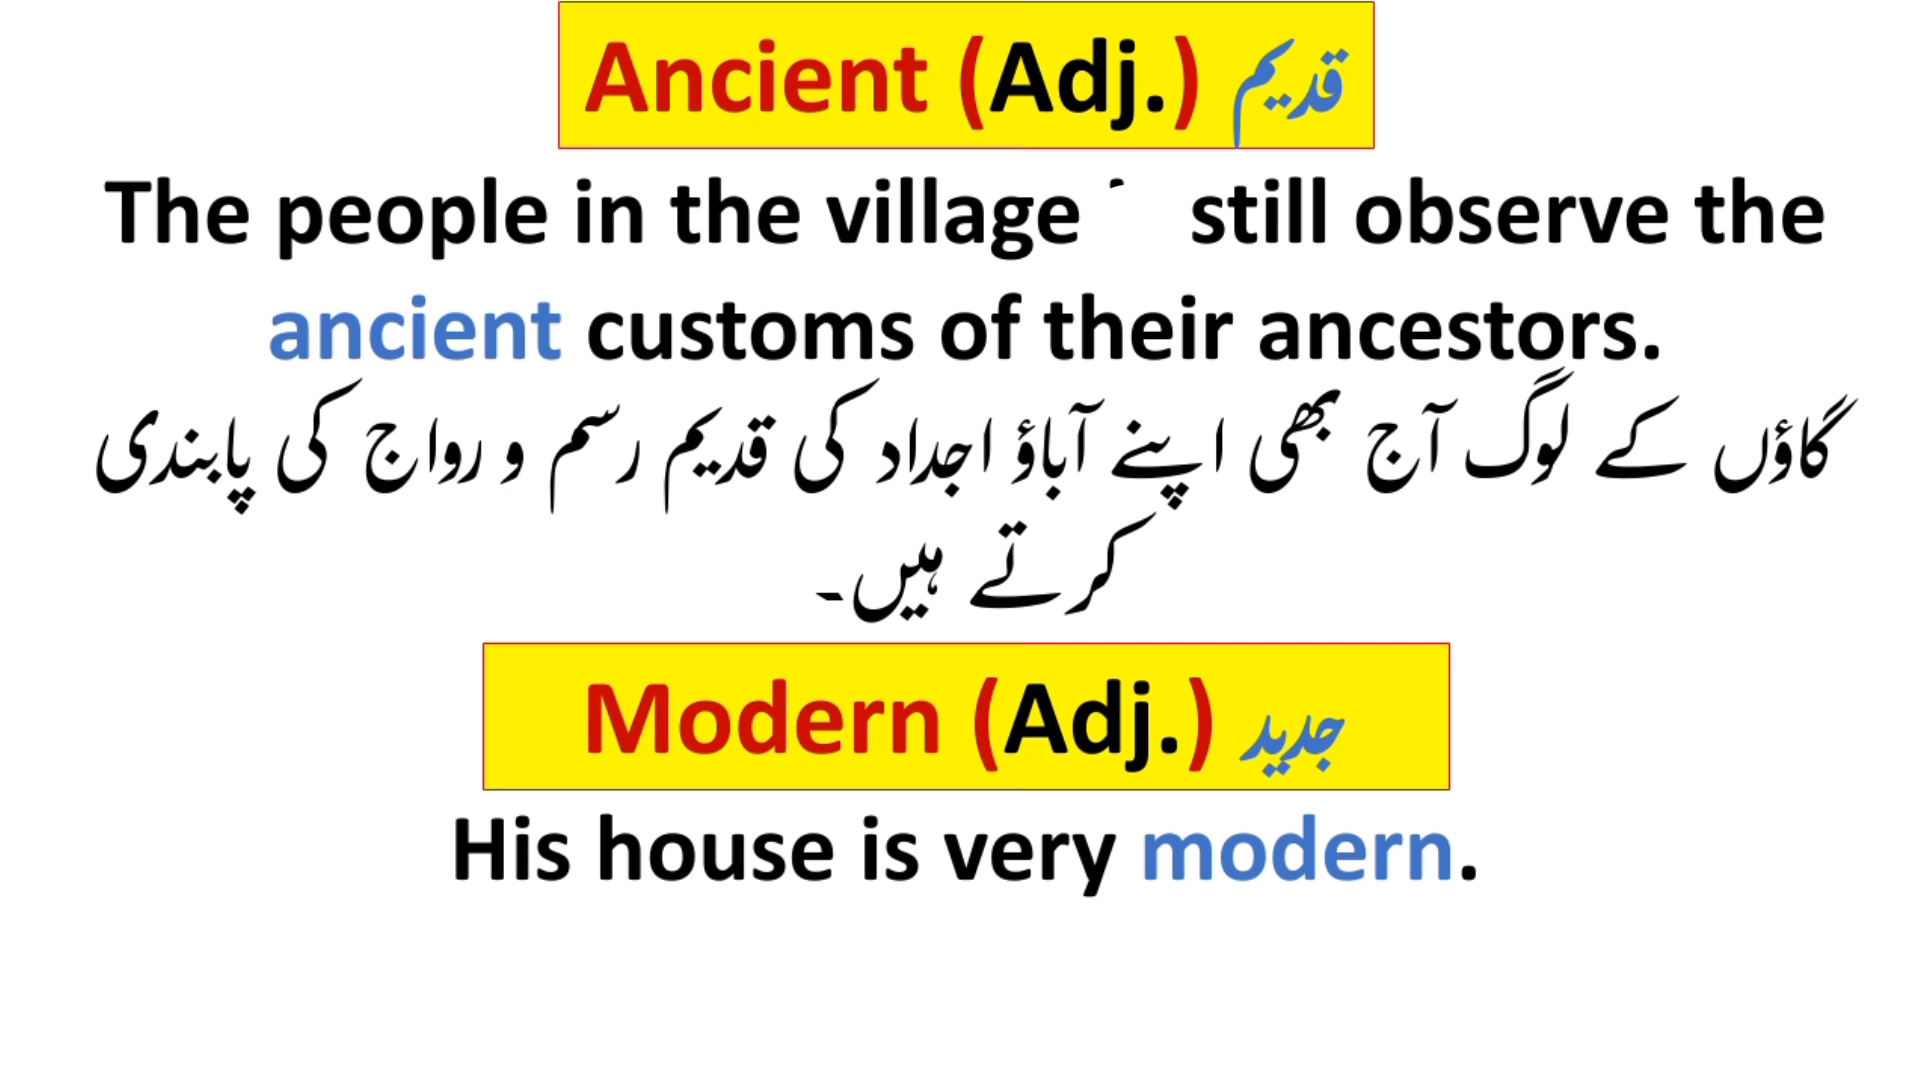 Ancient (Adj.) قدیم
The people in the village still observe the
ancient customs of their ancestors.
گاؤں کے لوگ آج بھی اپنے آباؤ اجداد کی قدیم رسم و رواج کی پابندی
کرتے ہیں۔
Modern (Adj.) جدید
His house is very modern.